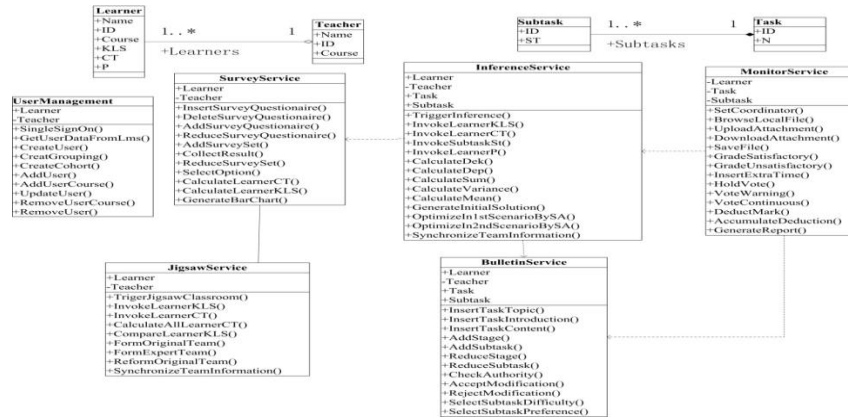 Learner
+Name
+ID
+Course
+KLS
+CT
+P
1..*
1
+Learners
Teacher
+Name
+ID
+Course
Subtask
+ID
+ST
1..*
1
+Subtasks
Task
+ID
+N
UserManagement
+Learner
-Teacher
+SingleSignOn()
+GetUserDataFromLms()
+CreateUser()
+CreatGrouping()
+CreateCohort()
+AddUser()
+AddUserCourse()
+UpdateUser()
+RemoveUserCourse()
+RemoveUser()
SurveyService
+Learner
-Teacher
+InsertSurveyQuestionaire()
+DeleteSurveyQuestionaire()
+AddSurveyQuestionaire()
+ReduceSurveyQuestionaire()
+AddSurveySet()
+CollectResult()
+ReduceSurveySet()
+SelectOption()
+CalculateLearnerCT()
+CalculateLearnerKLS()
+GenerateBarChart()
InferenceService
+Learner
-Teacher
+Task
+Subtask
+TriggerInference()
+InvokeLearnerKLS()
+InvokeLearnerCT()
+InvokeSubtaskSt()
+InvokeLearnerP()
+CalculateDek()
+CalculateDep()
+CalculateSum()
+CalculateVariance()
+CalculateMean()
+GenerateInitialSolution()
+OptimizeIn1stScenarioBySA()
+OptimizeIn2ndScenarioBySA()
+SynchronizeTeamInformation()
MonitorService
-Learner
-Task
-Subtask
+SetCoordinator()
+BrowseLocalFile()
+UploadAttachment()
+DownloadAttachment()
+SaveFile()
+GradeSatisfactory()
+GradeUnsatisfactory()
+InsertExtraTime()
+HoldVote()
+VoteWarning()
+VoteContinuous()
+DeductMark()
+AccumulateDeduction()
+GenerateReport()
JigsawService
+Learner
-Teacher
+TrigerJigsawClassroom()
+InvokeLearnerKLS()
+InvokeLearnerCT()
+CalculateAllLearnerCT()
+CompareLearnerKLS()
+FormOriginalTeam()
+FormExpertTeam()
+ReformOriginalTeam()
+SynchronizeTeamInformation()
BulletinService
+Learner
-Teacher
+Task
+Subtask
+InsertTaskTopic()
+InsertTaskIntroduction()
+InsertTaskContent()
+AddStage()
+AddSubtask()
+ReduceStage()
+ReduceSubtask()
+CheckAuthority()
+AcceptModification()
+RejectModification()
+SelectSubtaskDifficulty()
+SelectSubtaskPreference()